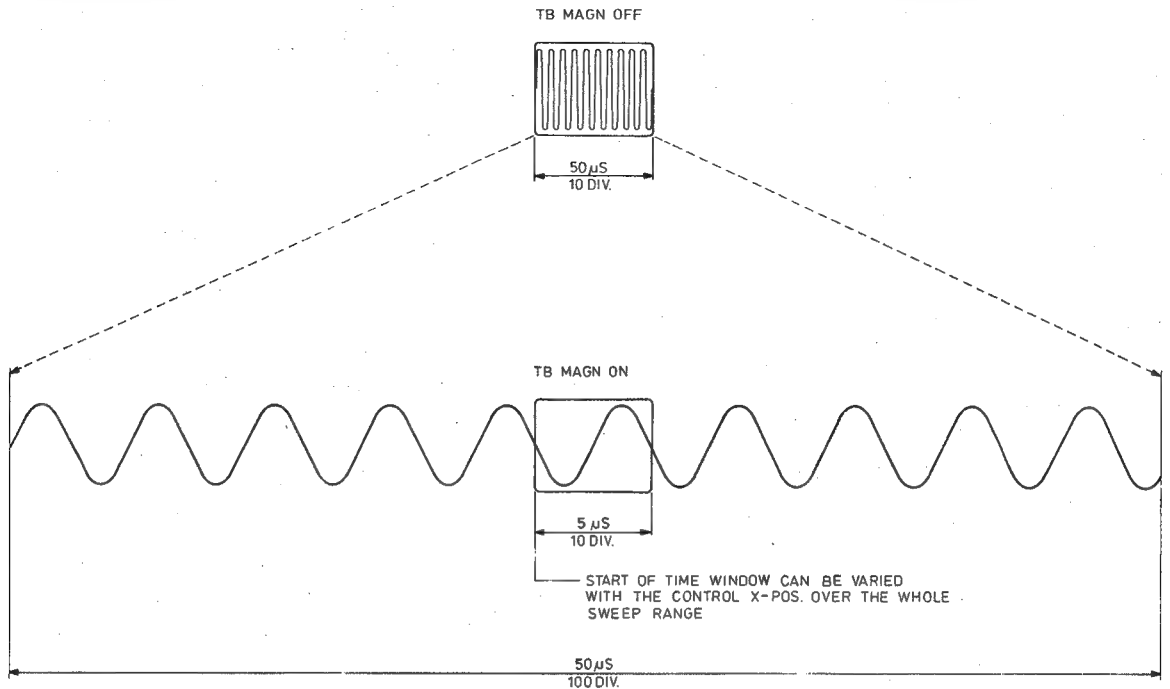 TB MAGN OFF
50µS
10 DIV.
TB MAGN ON
5 µS
10 DIV.
START OF TIME WINDOW CAN BE VARIED
WITH THE CONTROL X-POS. OVER THE WHOLE
SWEEP RANGE
50µS
100 DIV.